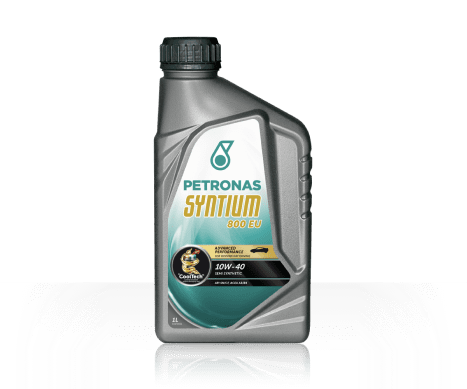 PETRONAS
SYNTIUM
800 EU
ADVANCED
PERFORMANCE
CoolTech
10W-40
SEMI SYNTHETIC
1L